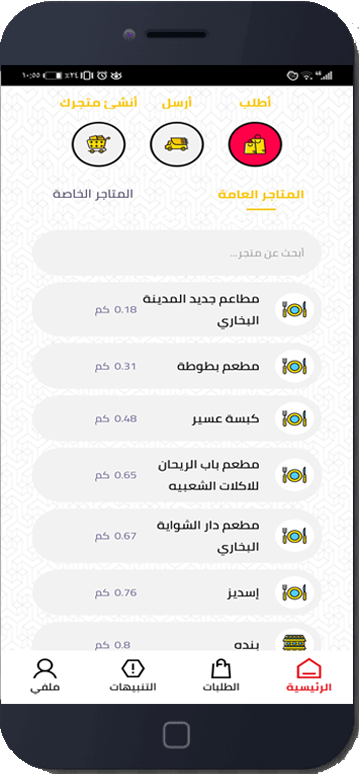 ١٠:٥٥ ٪٢٤
أطلب أرسل أنشئ متجرك
المتاجر العامة المتاجر الخاصة
أبحث عن متجر...
مطاعم جديد المدينة
البخاري
0.18 كم
مطعم بطوطة 0.31 كم
كبسة عسير 0.48 كم
مطعم باب الريحان
للاكلات الشعبيه
0.65 كم
مطعم دار الشواية
البخاري
0.67 كم
إسديز 0.76 كم
بنده 0.8 كم
الرئيسية الطلبات التنبيهات ملفي